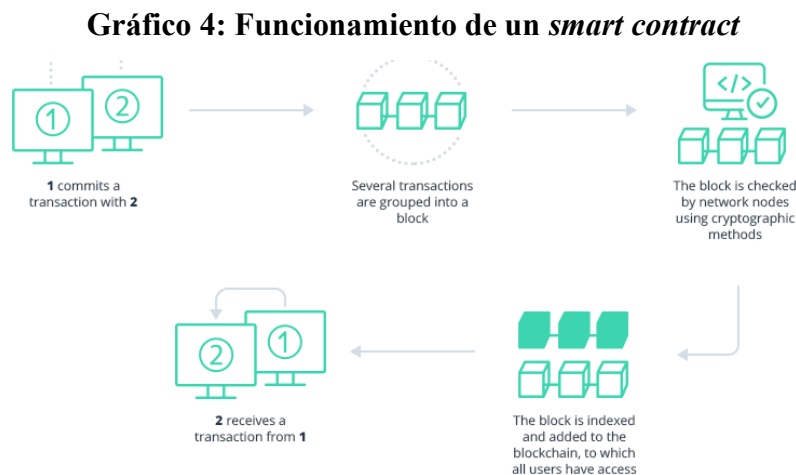 Gráfico 4: Funcionamiento de un smart contract
1
2
</>
1 commits a
transaction with 2
Several transactions
are grouped into a
block
The block is checked
by network nodes
using cryptographic
methods
2
1
2 receives a
transaction from 1
The block is indexed
and added to the
blockchain, to which
all users have access